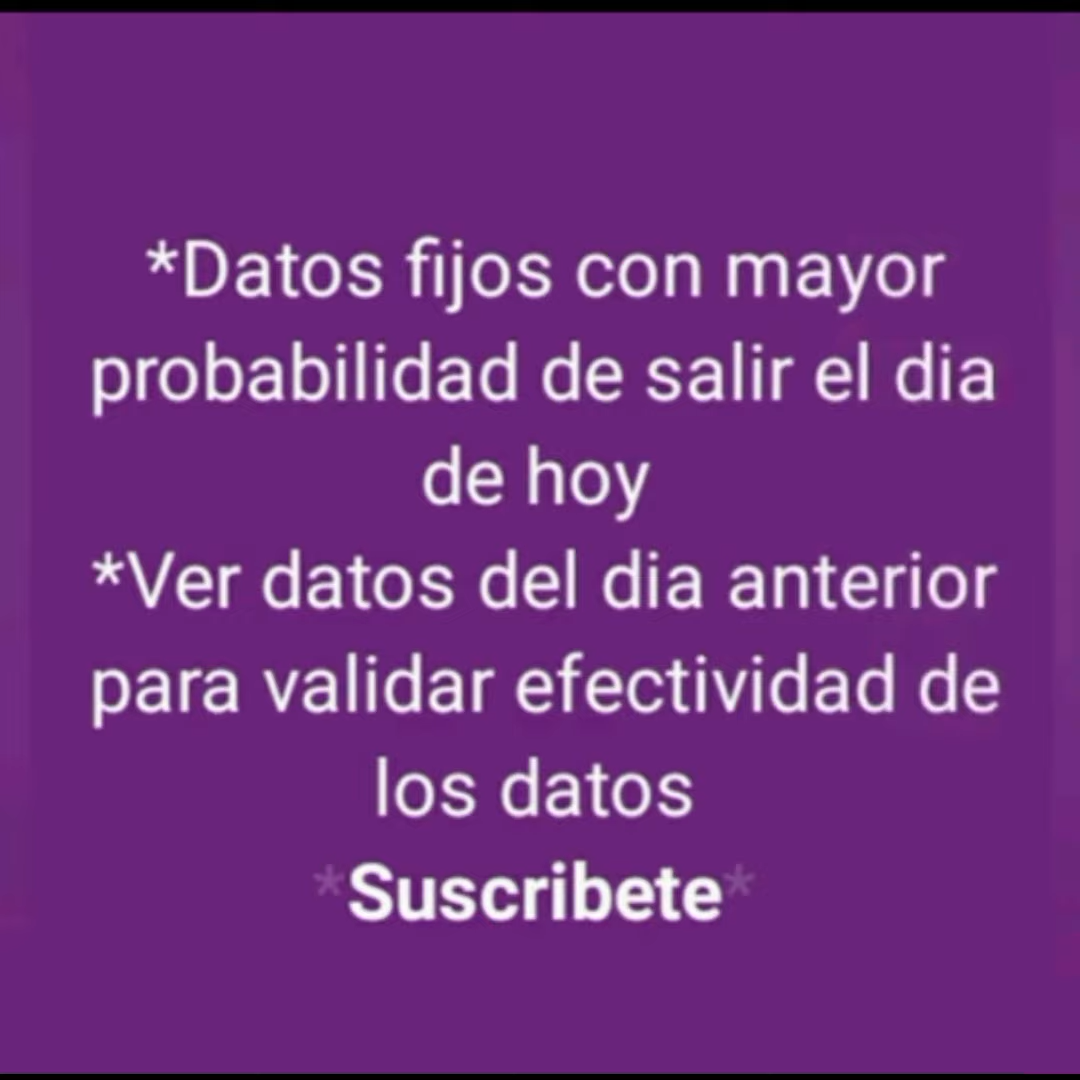 *Datos fijos con mayor
probabilidad de salir el dia
de hoy
*Ver datos del dia anterior
para validar efectividad de
los datos
*Suscribete*